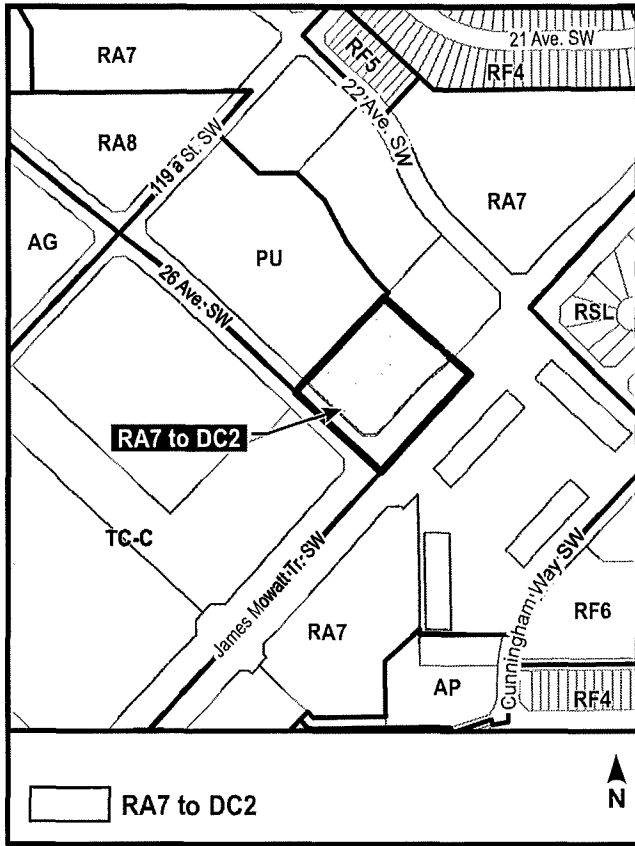 RA7
RF5
21 Ave. SW
RF4
22 Ave. SW
RA8
119 a St. SW
RA7
AG
PU
26 Ave. SW
RSL
RA7 to DC2
TC-C
James Mowatt Tr. SW
RA7
Cunningham Way SW
RF6
AP
RF4
RA7 to DC2
N